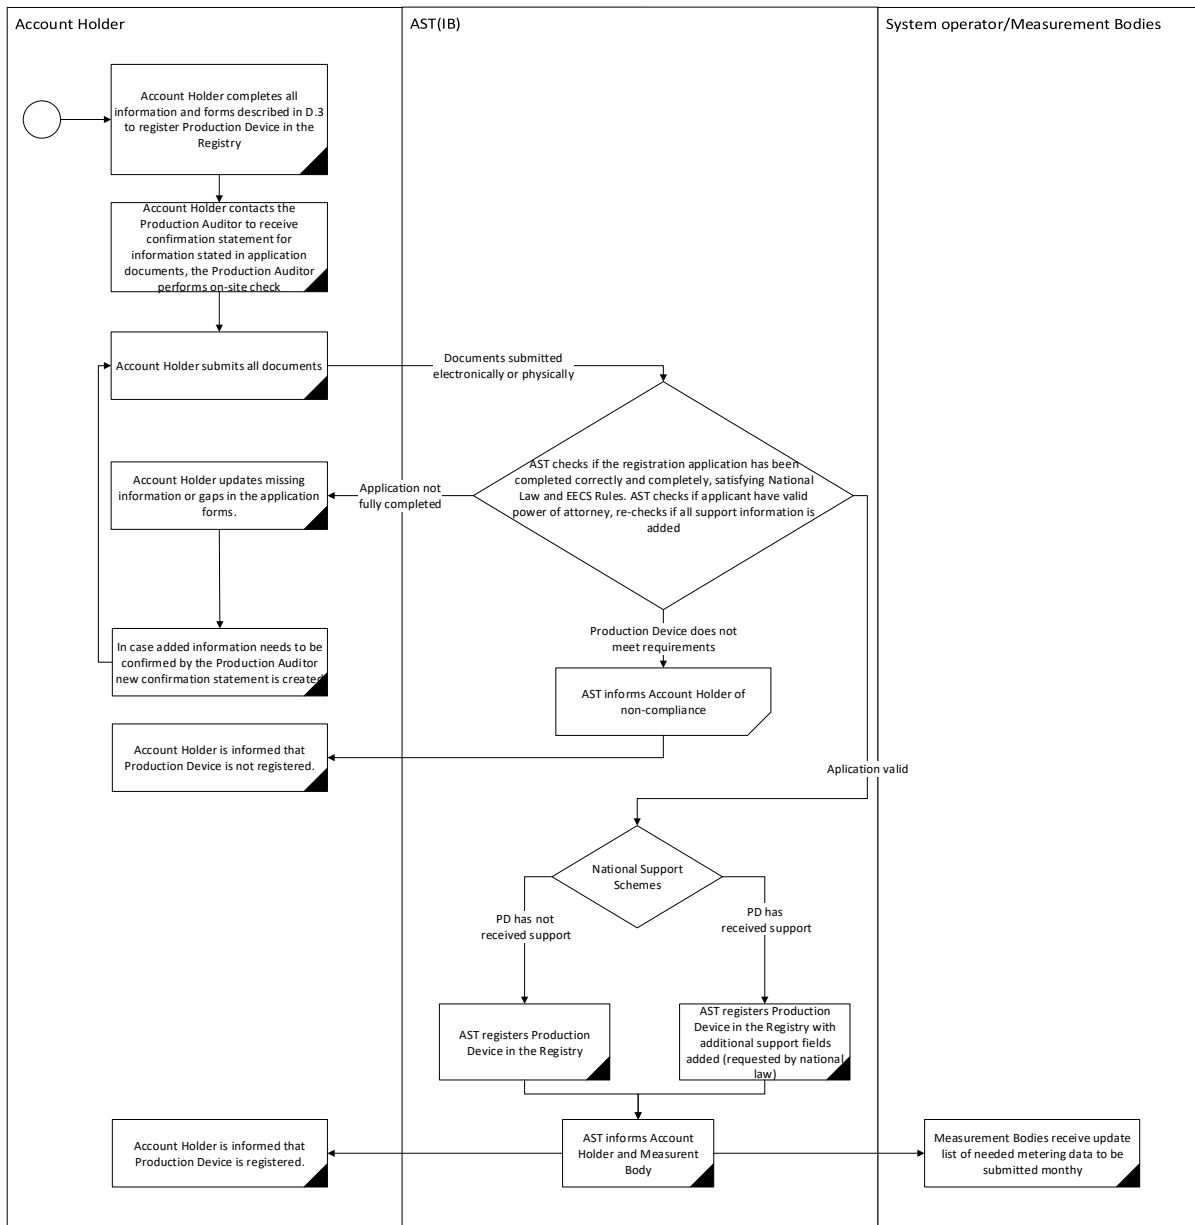 Account Holder
AST(IB)
System operator/Measurement Bodies
Account Holder completes all
information and forms described in D.3
to register Production Device in the
Registry
Account Holder contacts the
Production Auditor to receive
confirmation statement for
information stated in application
documents, the Production Auditor
performs on-site check
Account Holder submits all documents
Documents submitted
electronically or physically
AST checks if the registration application has been
completed correctly and completely, satisfying National
Law and EECS Rules. AST checks if applicant have valid
power of attorney, re-checks if all support information is
added
Application not
fully completed
Account Holder updates missing
information or gaps in the application
forms.
In case added information needs to be
confirmed by the Production Auditor
new confirmation statement is created
Production Device does not
meet requirements
AST informs Account Holder of
non-compliance
Account Holder is informed that
Production Device is not registered.
Aplication valid
National Support
Schemes
PD has not
received support
PD has
received support
AST registers Production
Device in the Registry
AST registers Production
Device in the Registry with
additional support fields
added (requested by national
law)
AST informs Account
Holder and Measurent
Body
Account Holder is informed that
Production Device is registered.
Measurement Bodies receive update
list of needed metering data to be
submitted monthy